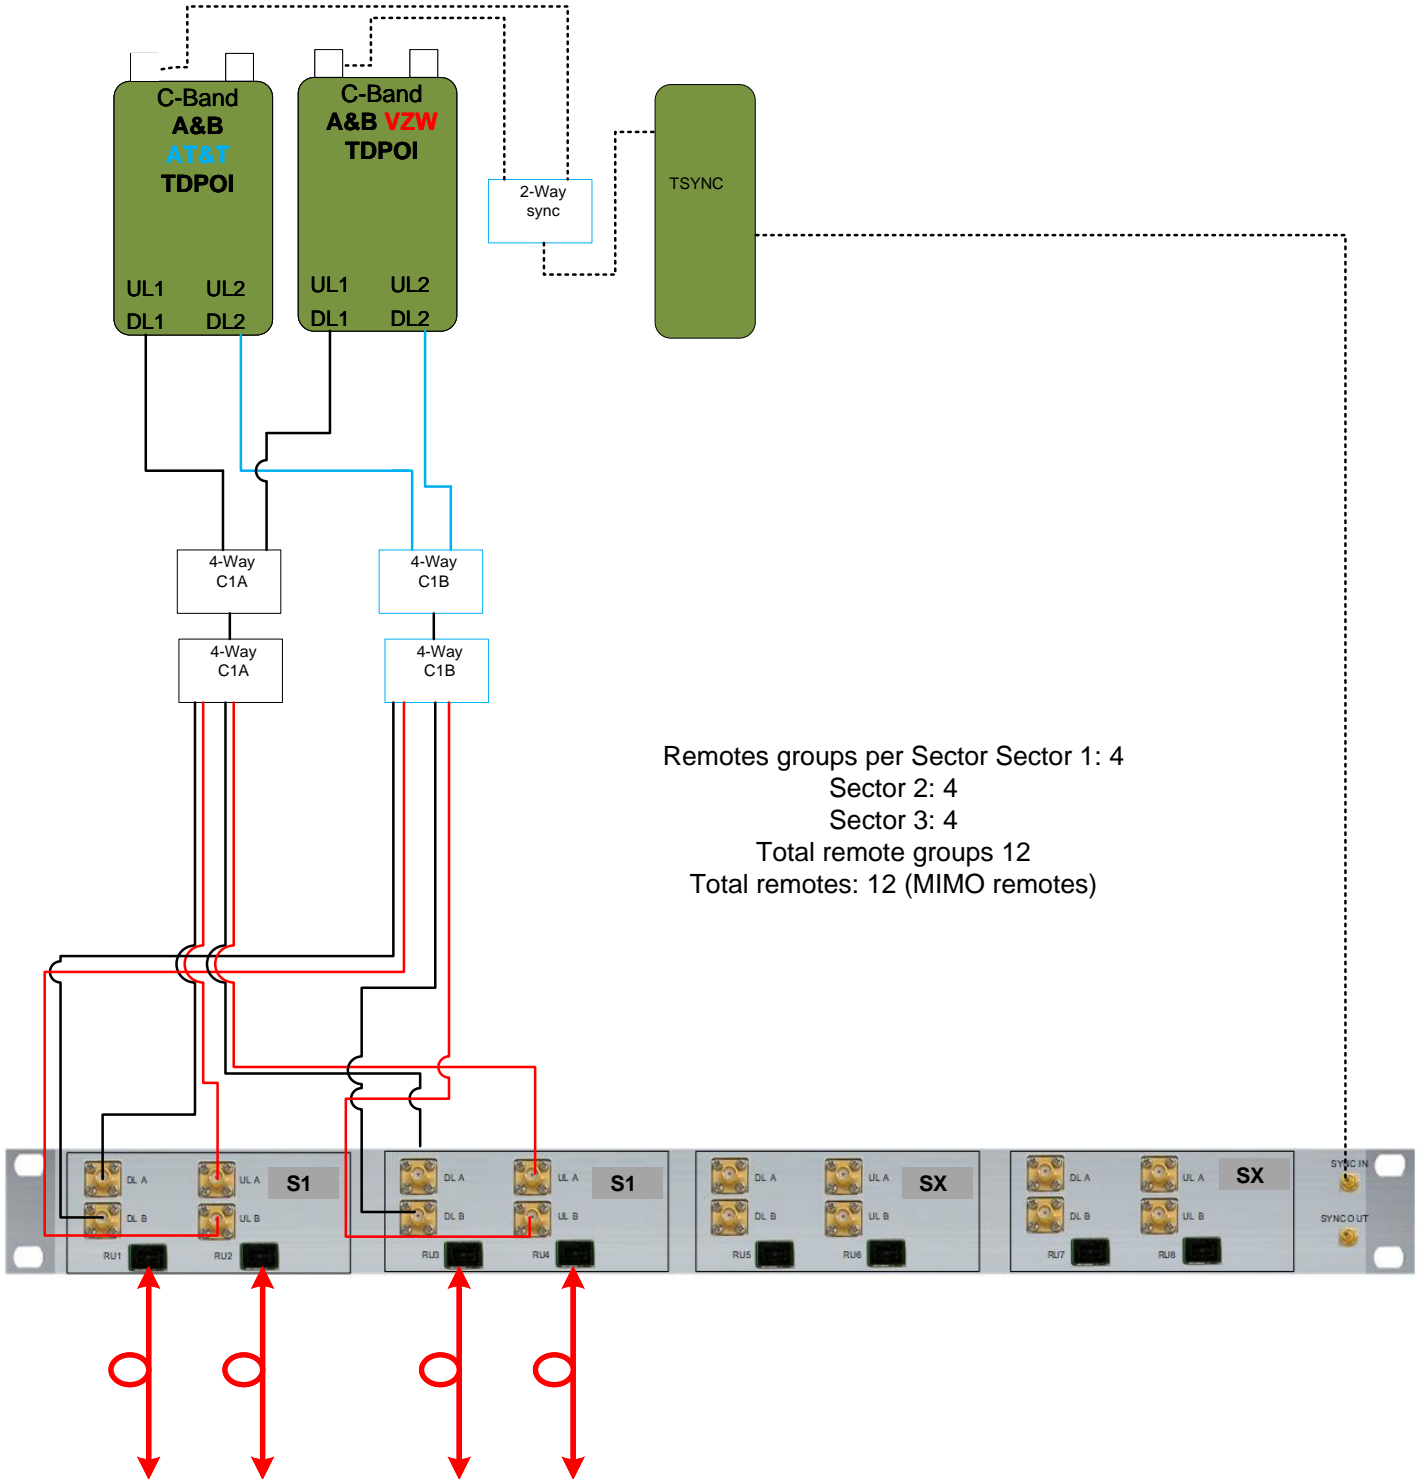 C-Band
A&B
AT&T
TDPOI
UL1 UL2
DL1 DL2
C-Band
A&B VZW
TDPOI
UL1 UL2
DL1 DL2
2-Way
sync
TSYNC
4-Way
C1A
4-Way
C1B
4-Way
C1A
4-Way
C1B
Remotes groups per Sector Sector 1: 4
Sector 2: 4
Sector 3: 4
Total remote groups 12
Total remotes: 12 (MIMO remotes)
DL A UL A S1
DL B UL B
RU1 RU2
DL A UL A S1
DL B UL B
RU3 RU4
DL A UL A SX
DL B UL B
RU5 RU6
DL A UL A SX
DL B UL B
RU7 RU8
SYNC IN
SYNC OUT